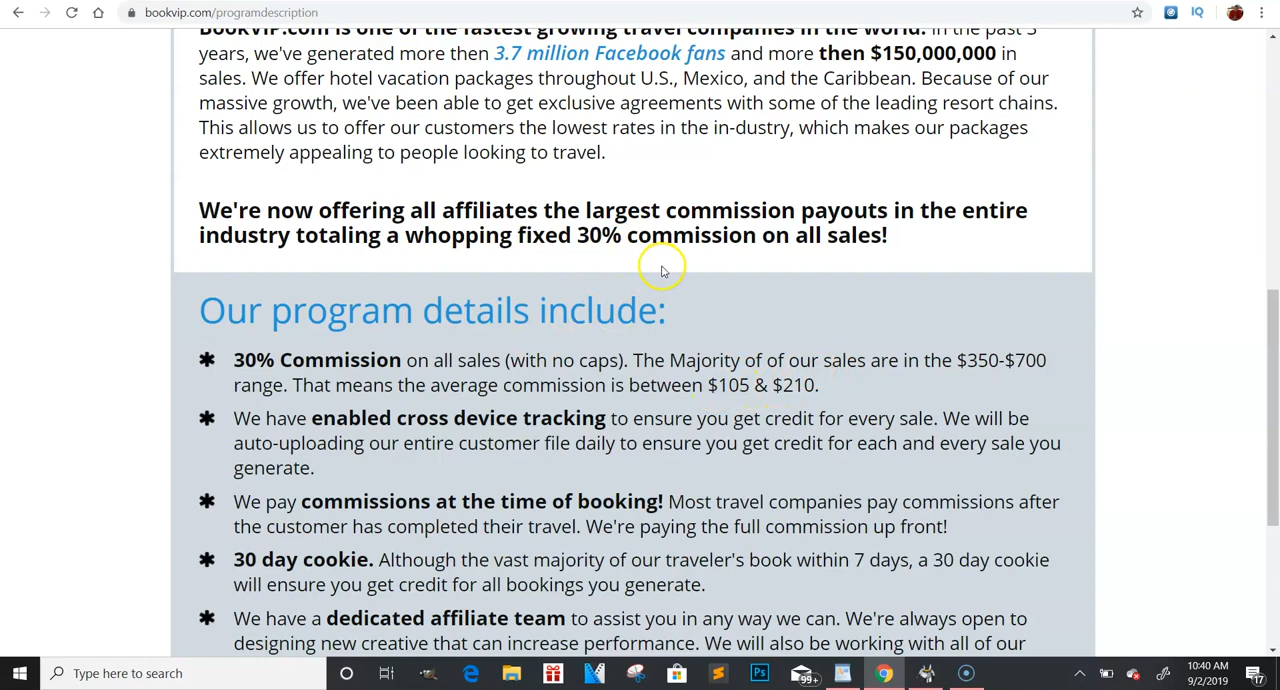 bookvip.com/programdescription
IQ
BookVIP.com is one of the fastest growing travel companies in the world. In the past 3
years, we've generated more then 3.7 million Facebook fans and more then $150,000,000 in
sales. We offer hotel vacation packages throughout U.S., Mexico, and the Caribbean. Because of our
massive growth, we've been able to get exclusive agreements with some of the leading resort chains.
This allows us to offer our customers the lowest rates in the in-dustry, which makes our packages
extremely appealing to people looking to travel.
We're now offering all affiliates the largest commission payouts in the entire
industry totaling a whopping fixed 30% commission on all sales!
Our program details include:
✱ 30% Commission on all sales (with no caps). The Majority of of our sales are in the $350-$700
range. That means the average commission is between $105 & $210.
✱ We have enabled cross device tracking to ensure you get credit for every sale. We will be
auto-uploading our entire customer file daily to ensure you get credit for each and every sale you
generate.
✱ We pay commissions at the time of booking! Most travel companies pay commissions after
the customer has completed their travel. We're paying the full commission up front!
✱ 30 day cookie. Although the vast majority of our traveler's book within 7 days, a 30 day cookie
will ensure you get credit for all bookings you generate.
✱ We have a dedicated affiliate team to assist you in any way we can. We're always open to
designing new creative that can increase performance. We will also be working with all of our
Type here to search
Ps
99+
10:40 AM
9/2/2019
17